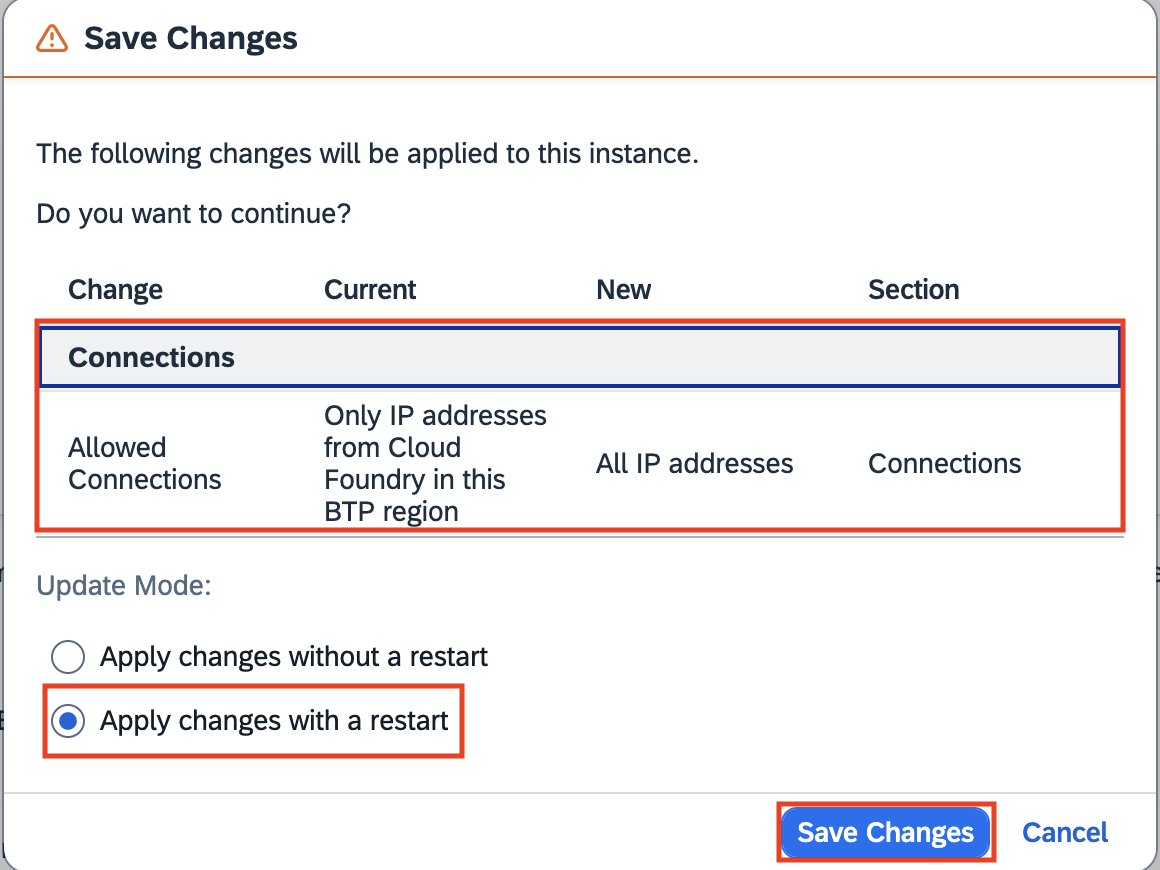 Save Changes
The following changes will be applied to this instance.
Do you want to continue?
Change Current New Section
Connections
Allowed Connections
Only IP addresses from Cloud Foundry in this BTP region
All IP addresses
Connections
Update Mode:
Apply changes without a restart
Apply changes with a restart
Save Changes Cancel